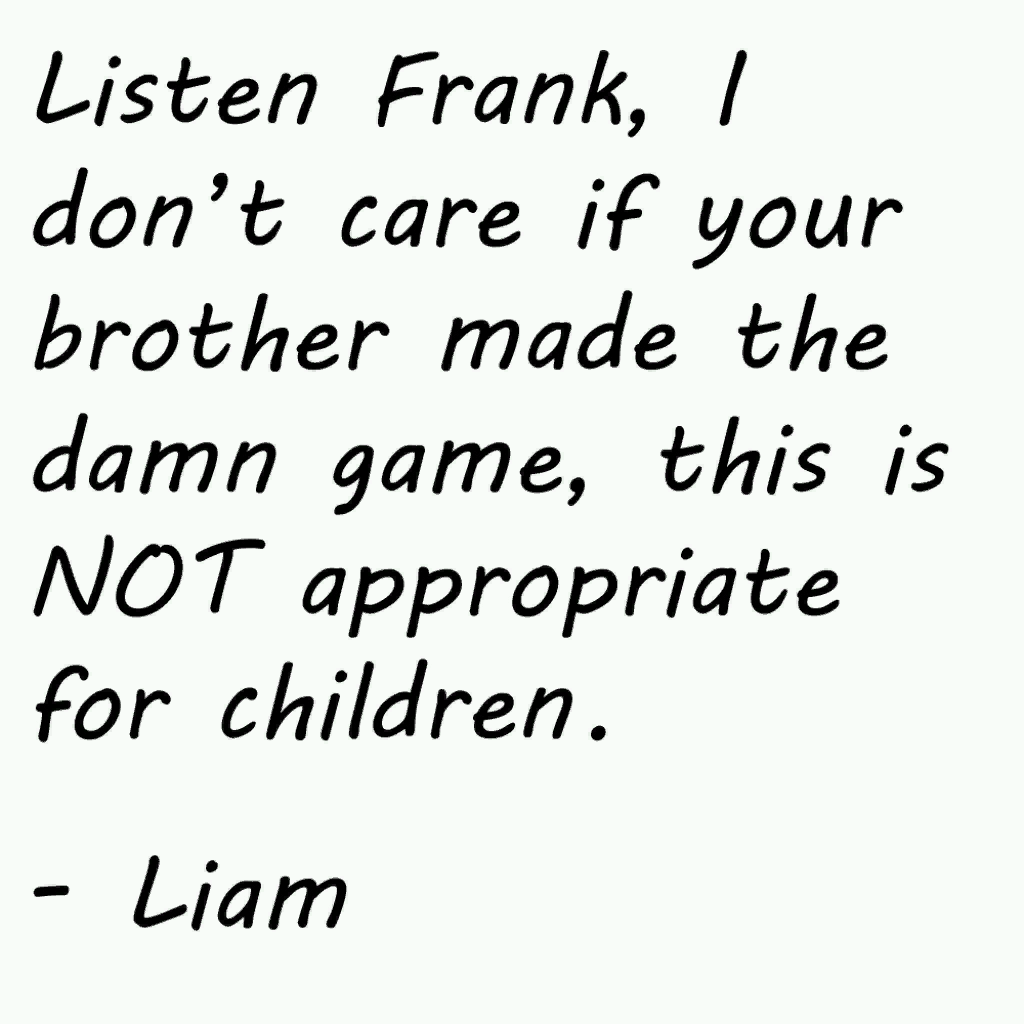 Listen Frank, I
don’t care if your
brother made the
damn game, this is
NOT appropriate
for children.
- Liam